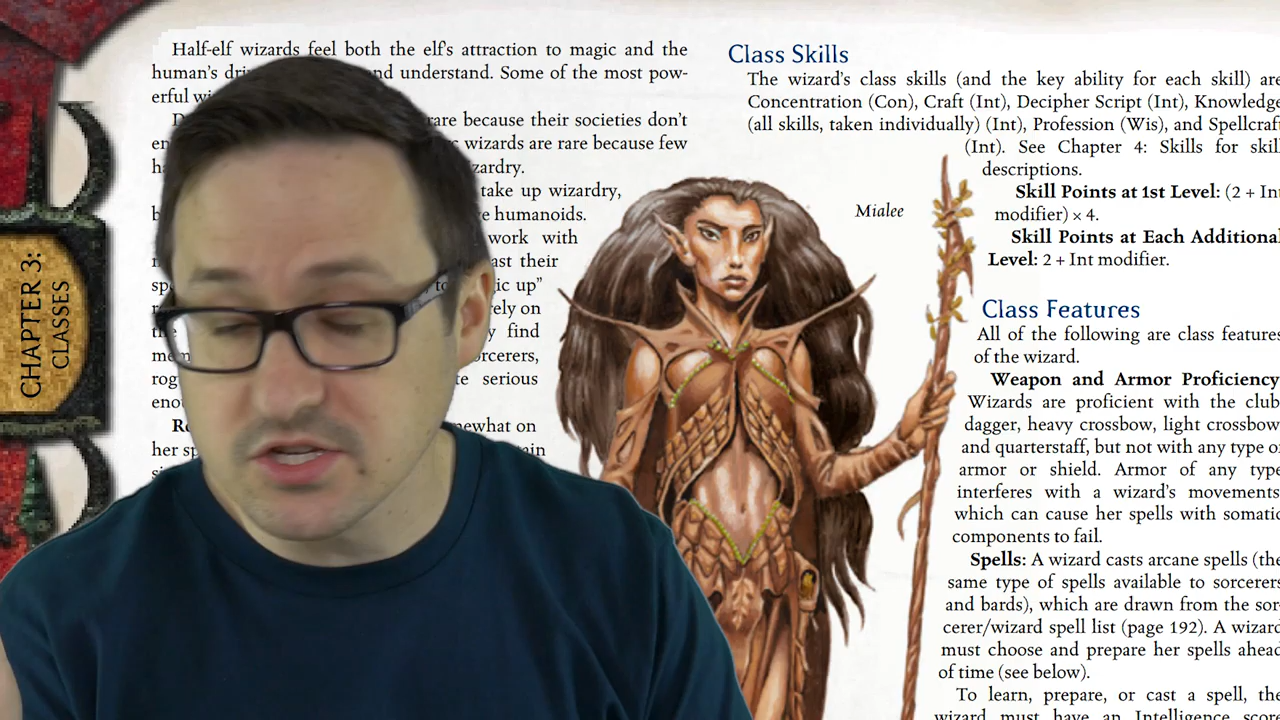 CHAPTER 3:
CLASSES
Half-elf wizards feel both the elf's attraction to magic and the
human's and understand. Some of the most pow-
erful
rare because their societies don't
wizards are rare because few
take up wizardry,
humanoids.
work with
their
up"
rely on
find
sorcerers,
serious
on
her
Class Skills
The wizard's class skills (and the key ability for each skill) are
Concentration (Con), Craft (Int), Decipher Script (Int), Knowledge
(all skills, taken individually) (Int), Profession (Wis), and Spellcraft
(Int). See Chapter 4: Skills for skill
descriptions.
Skill Points at 1st Level: (2 + Int
modifier) × 4.
Skill Points at Each Additional
Level: 2 + Int modifier.
Mialee
Class Features
All of the following are class features
of the wizard.
Weapon and Armor Proficiency:
Wizards are proficient with the club,
dagger, heavy crossbow, light crossbow,
and quarterstaff, but not with any type of
armor or shield. Armor of any type
interferes with a wizard's movements,
which can cause her spells with somatic
components to fail.
Spells: A wizard casts arcane spells (the
same type of spells available to sorcerers
and bards), which are drawn from the sor-
cerer/wizard spell list (page 192). A wizard
must choose and prepare her spells ahead
of time (see below).
To learn, prepare, or cast a spell, the
wizard must have an Intelligence score